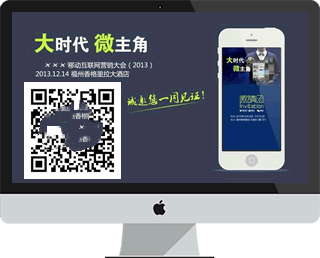 大时代 微主角
××× 移动互联网营销大会（2013）
2013.12.14 福州香格里拉大酒店
诚邀您一同见证！
大时代
微主角
邀请函
Invitation